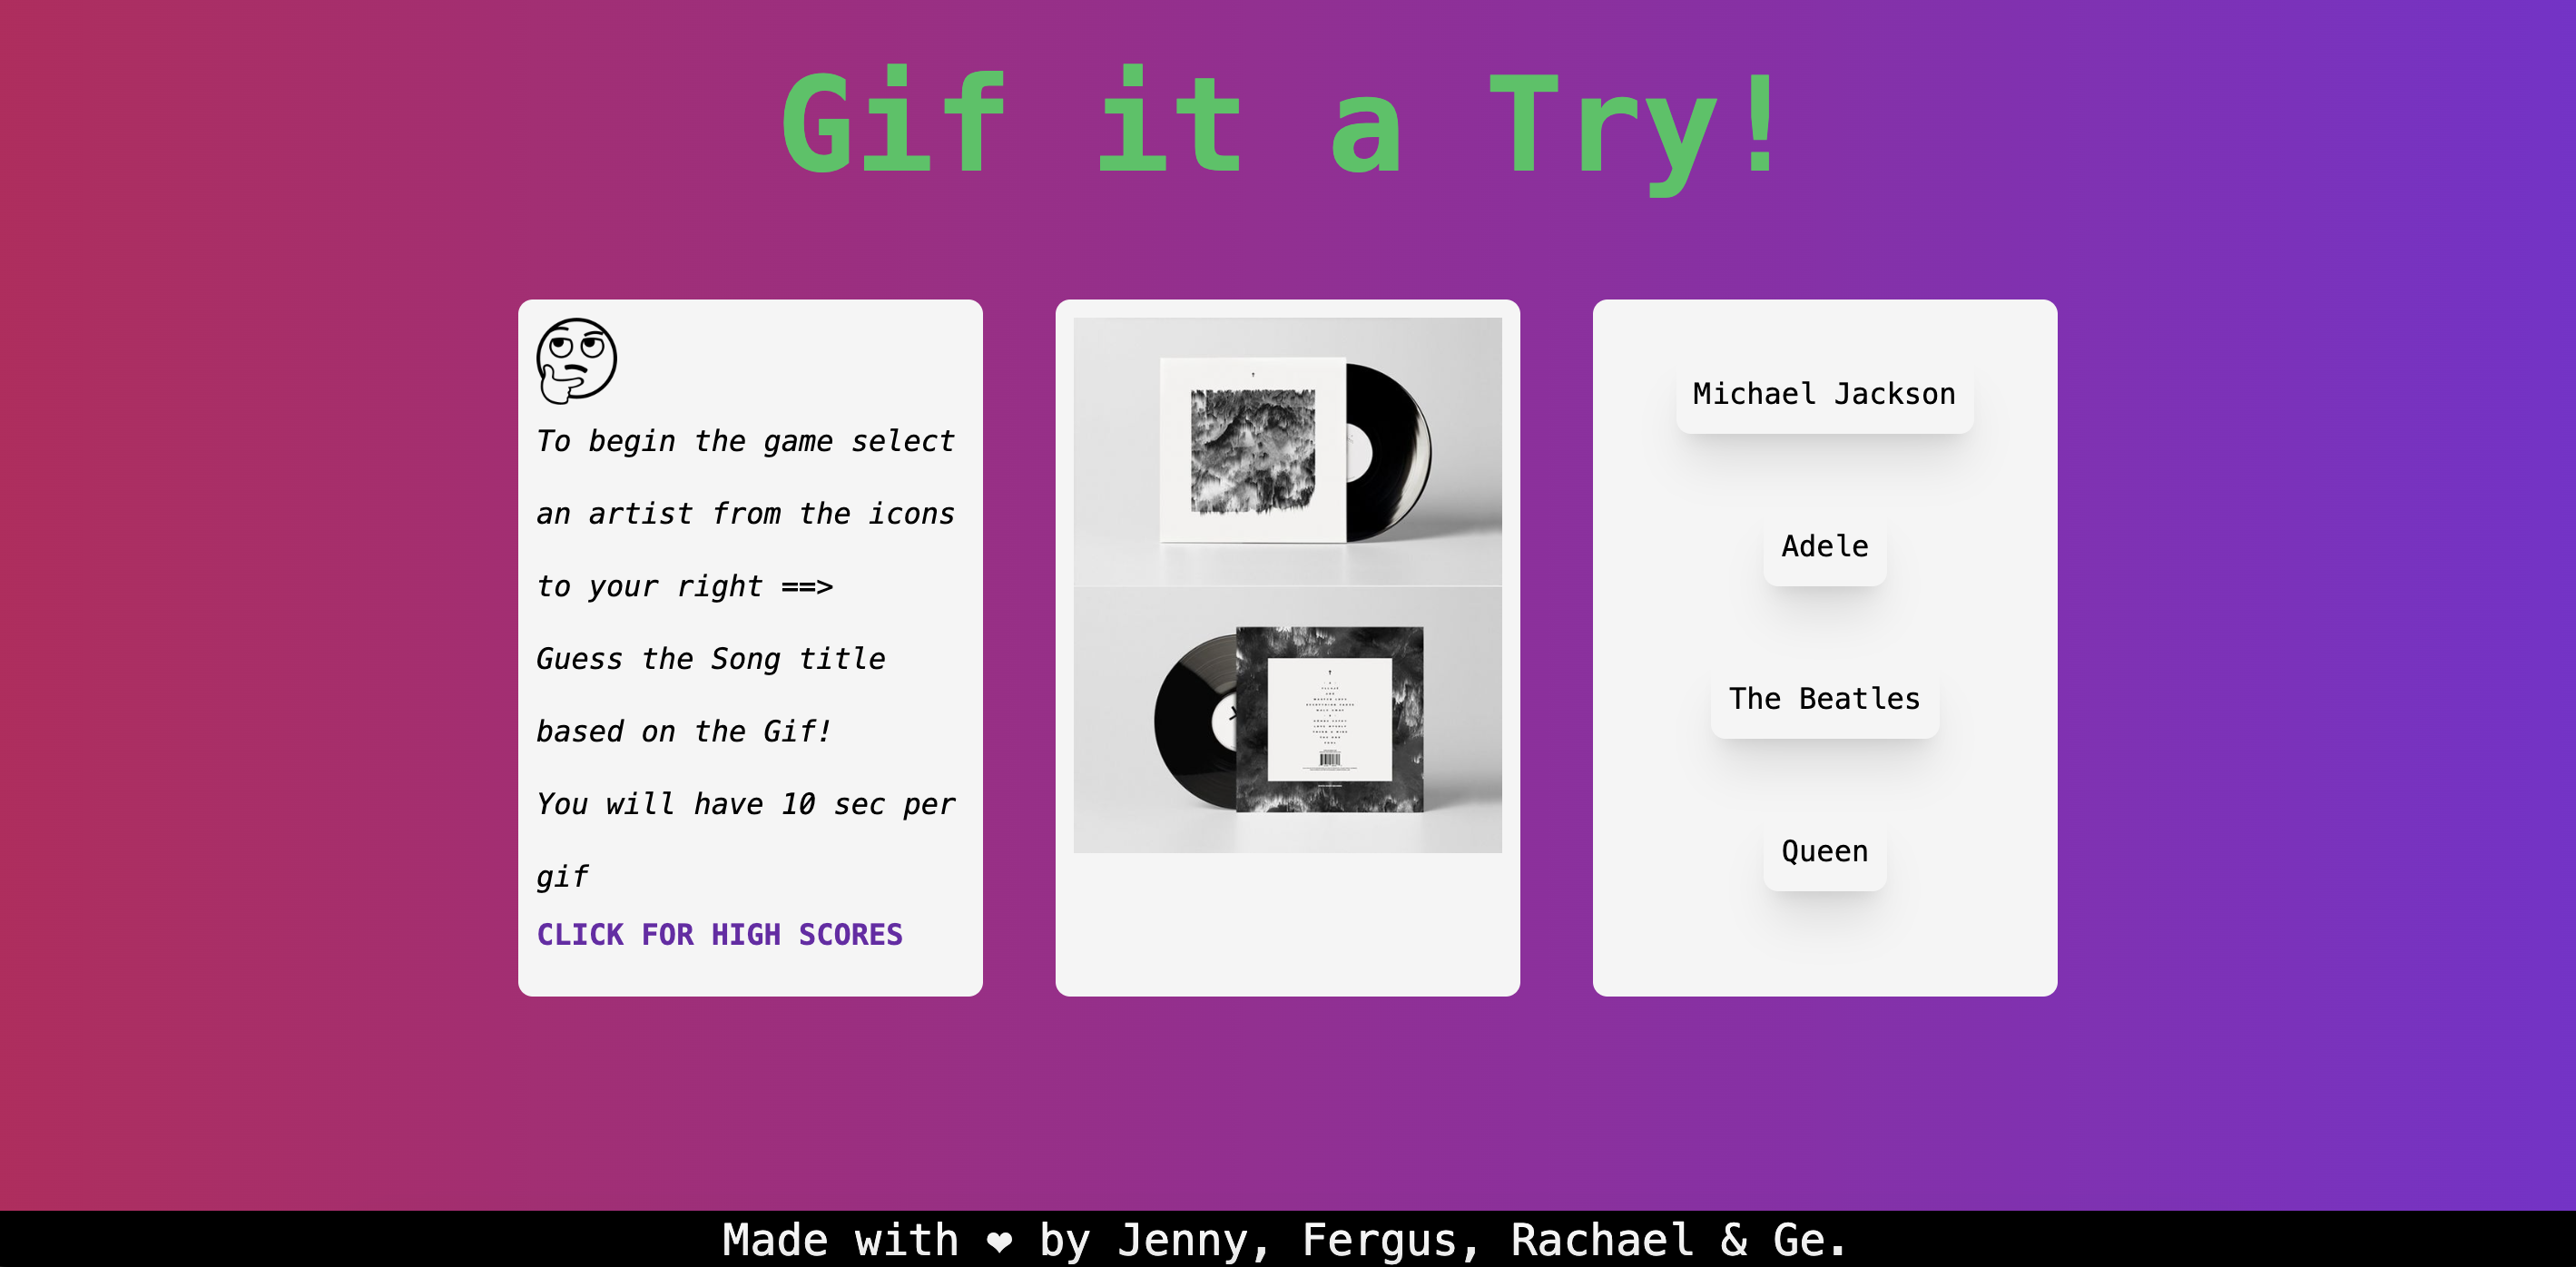 Gif it a Try!
To begin the game select
an artist from the icons
to your right ==>
Guess the Song title
based on the Gif!
You will have 10 sec per
gif
CLICK FOR HIGH SCORES
Michael Jackson
Adele
The Beatles
Queen
Made with ❤ by Jenny, Fergus, Rachael & Ge.